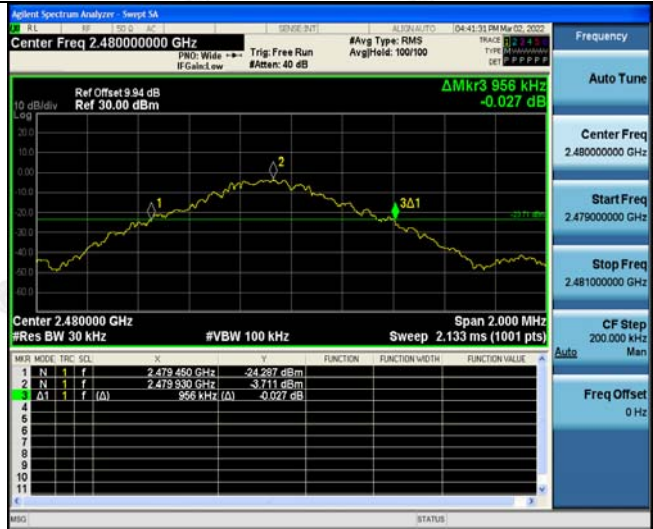 Agilent Spectrum Analyzer - Swept SA
RL RF 50 Ω AC SENSE:INT ALIGN AUTO 04:41:31 PM Mar 02, 2022
Center Freq 2.480000000 GHz
PNO: Wide
IFGain:Low
Trig: Free Run
#Atten: 40 dB
#Avg Type: RMS
Avg|Hold: 100/100
TRACE 1 2 3 4 5 6
TYPE M
DET P P P P P P
Ref Offset 9.94 dB
Ref 30.00 dBm
10 dB/div
Log
ΔMkr3 956 kHz
-0.027 dB
20.0
10.0
0.00
-10.0
-20.0
-30.0
-40.0
-50.0
-60.0
1
2
3Δ1
-23.71 dBm
Center 2.480000 GHz Span 2.000 MHz
#Res BW 30 kHz #VBW 100 kHz Sweep 2.133 ms (1001 pts)
MKR MODE TRC SCL X Y FUNCTION FUNCTION WIDTH FUNCTION VALUE
1 N 1 f 2.479 450 GHz -24.287 dBm
2 N 1 f 2.479 930 GHz -3.711 dBm
3 Δ1 1 f (Δ) 956 kHz (Δ) -0.027 dB
4
5
6
7
8
9
10
11
MSG STATUS
Frequency
Auto Tune
Center Freq
2.480000000 GHz
Start Freq
2.479000000 GHz
Stop Freq
2.481000000 GHz
CF Step
200.000 kHz
Auto Man
Freq Offset
0 Hz